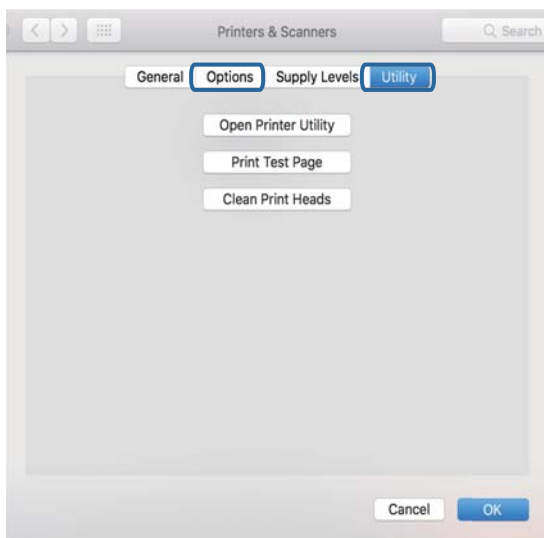 Printers & Scanners
Search
General Options Supply Levels Utility
Open Printer Utility
Print Test Page
Clean Print Heads
Cancel OK